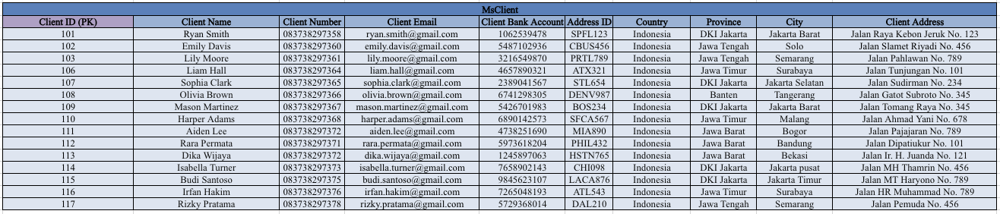 MsClient
Client ID (PK) Client Name Client Number Client Email Client Bank Account Address ID Country Province City Client Address
101 Ryan Smith 083738297358 ryan.smith@gmail.com 1062539478 SPFL123 Indonesia DKI Jakarta Jakarta Barat Jalan Raya Kebon Jeruk No. 123
102 Emily Davis 083738297360 emily.davis@gmail.com 5487102936 CBUS456 Indonesia Jawa Tengah Solo Jalan Slamet Riyadi No. 456
103 Lily Moore 083738297361 lily.moore@gmail.com 3216549870 PRTL789 Indonesia Jawa Tengah Semarang Jalan Pahlawan No. 789
106 Liam Hall 083738297364 liam.hall@gmail.com 4657890321 ATX321 Indonesia Jawa Timur Surabaya Jalan Tunjungan No. 101
107 Sophia Clark 083738297365 sophia.clark@gmail.com 2389041567 STL654 Indonesia DKI Jakarta Jakarta Selatan Jalan Sudirman No. 234
108 Olivia Brown 083738297366 olivia.brown@gmail.com 6741298305 DENV987 Indonesia Banten Tangerang Jalan Gatot Subroto No. 345
109 Mason Martinez 083738297367 mason.martinez@gmail.com 5426701983 BOS234 Indonesia DKI Jakarta Jakarta Barat Jalan Tomang Raya No. 345
110 Harper Adams 083738297368 harper.adams@gmail.com 6890142573 SFCA567 Indonesia Jawa Timur Malang Jalan Ahmad Yani No. 678
111 Aiden Lee 083738297372 aiden.lee@gmail.com 4738251690 MIA890 Indonesia Jawa Barat Bogor Jalan Pajajaran No. 789
112 Rara Permata 083738297371 rara.permata@gmail.com 5973618204 PHIL432 Indonesia Jawa Barat Bandung Jalan Dipatiukur No. 101
113 Dika Wijaya 083738297372 dika.wijaya@gmail.com 1245897063 HSTN765 Indonesia Jawa Barat Bekasi Jalan Ir. H. Juanda No. 121
114 Isabella Turner 083738297373 isabella.turner@gmail.com 7658902143 CHI098 Indonesia DKI Jakarta Jakarta pusat Jalan MH Thamrin No. 456
115 Budi Santoso 083738297375 budi.santoso@gmail.com 9845623107 LACA876 Indonesia DKI Jakarta Jakarta Timur Jalan MT Haryono No. 789
116 Irfan Hakim 083738297376 irfan.hakim@gmail.com 7265048193 ATL543 Indonesia Jawa Timur Surabaya Jalan HR Muhammad No. 789
117 Rizky Pratama 083738297378 rizky.pratama@gmail.com 5729368014 DAL210 Indonesia Jawa Tengah Semarang Jalan Pemuda No. 456